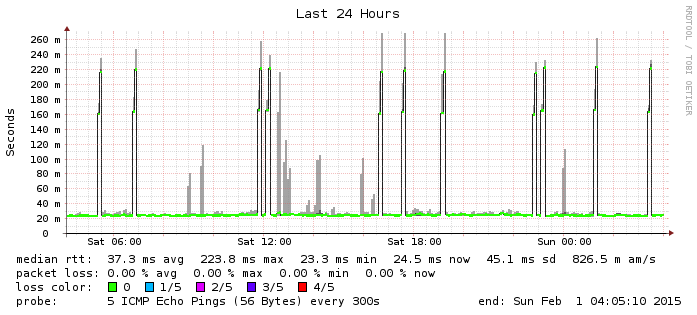 Last 24 Hours
RRDTOOL / TOBI OETIKER
Seconds
260 m
240 m
220 m
200 m
180 m
160 m
140 m
120 m
100 m
80 m
60 m
40 m
20 m
0
Sat 06:00 Sat 12:00 Sat 18:00 Sun 00:00
median rtt: 37.3 ms avg 223.8 ms max 23.3 ms min 24.5 ms now 45.1 ms sd 826.5 m am/s
packet loss: 0.00 % avg 0.00 % max 0.00 % min 0.00 % now
loss color: 0 1/5 2/5 3/5 4/5
probe: 5 ICMP Echo Pings (56 Bytes) every 300s end: Sun Feb 1 04:05:10 2015